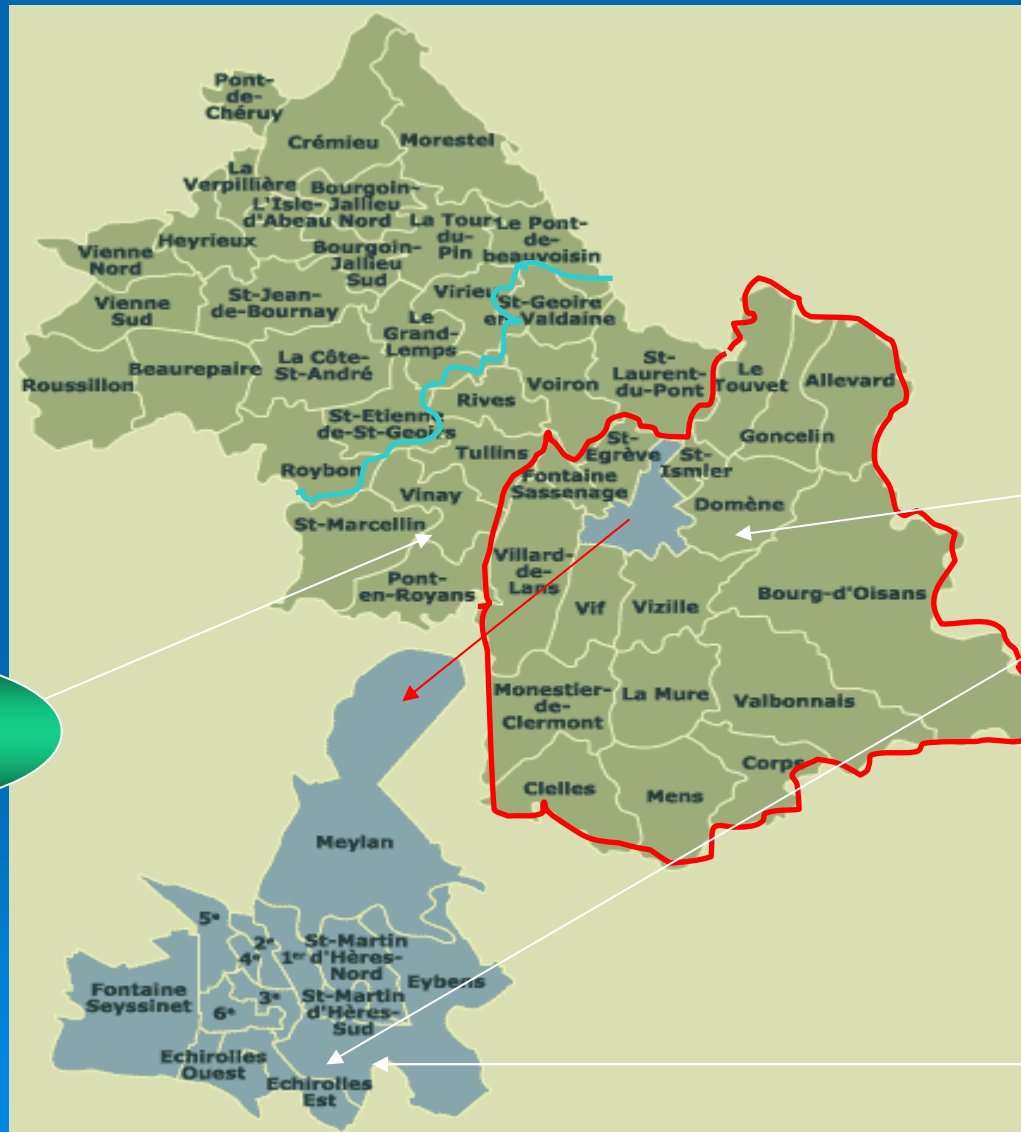 Pont-
de-
Chéruy
Crémieu
Morestel
La
Verpillière
Bourgoin-
Jallieu
Nord
L'Isle-
d'Abeau
La Tour
du-
Pin
Le Pont-
de-
beauvoisin
Vienne
Nord
Heyrieux
Bourgoin-
Jallieu
Sud
Virieu
St-Geoire
en-Valdaine
Vienne
Sud
St-Jean-
de-Bournay
Le
Grand-
Lemps
Roussillon
Beaurepaire
La Côte-
St-André
Voiron
St-
Laurent-
du-Pont
Le
Touvet
Allevard
Rives
St-Etienne
de-St-Geoirs
Goncelin
Tullins
St-
Egrève
St-
Ismier
Roybon
Vinay
Fontaine
Sassenage
Domène
St-Marcellin
Villard-
de-
Lans
Pont-
en-Royans
Vif
Vizille
Bourg-d'Oisans
Monestier-
de-
Clermont
La Mure
Valbonnais
Corps
Clelles
Mens
Meylan
5e
2e
4e
1er
St-Martin
d'Hères-
Nord
Eybens
Fontaine
Seyssinet
3e
6e
St-Martin
d'Hères-
Sud
Echirolles
Ouest
Echirolles
Est